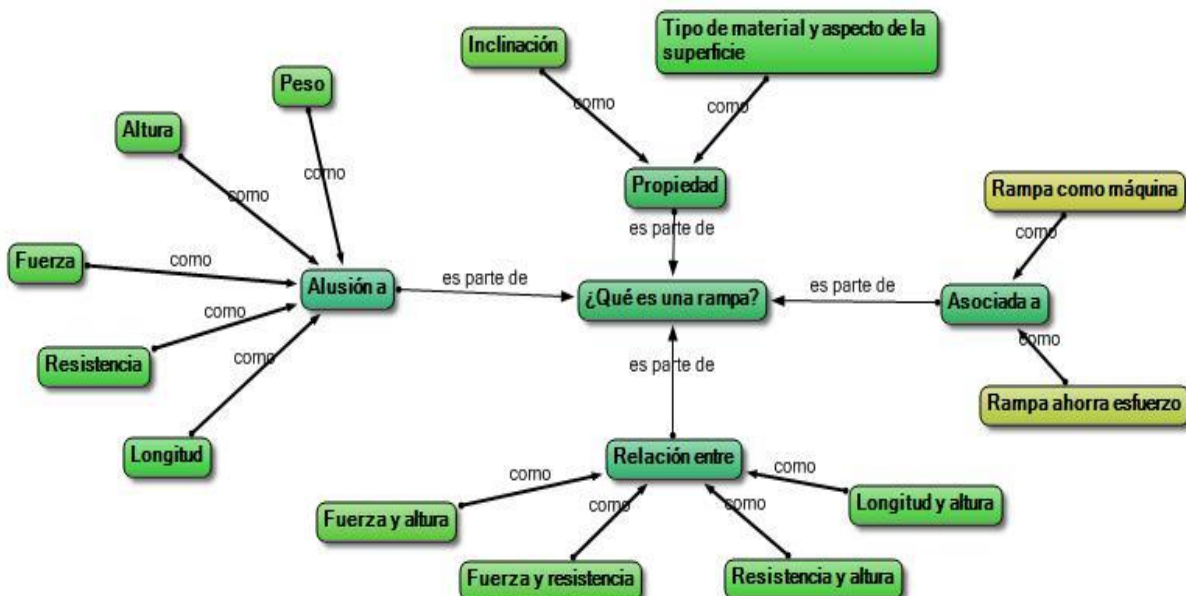 Inclinación
Tipo de material y aspecto de la
superficie
como
como
Propiedad
es parte de
Peso
como
Altura
como
Fuerza
como
Alusión a
es parte de
Resistencia
como
Longitud
como
¿Qué es una rampa?
Rampa como máquina
como
es parte de
Asociada a
como
Rampa ahorra esfuerzo
es parte de
Relación entre
como
Fuerza y altura
como
Fuerza y resistencia
como
Resistencia y altura
como
Longitud y altura